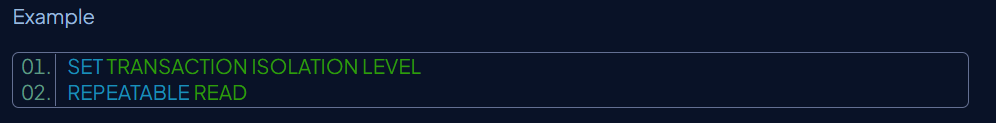 Example
01. SET TRANSACTION ISOLATION LEVEL
02. REPEATABLE READ